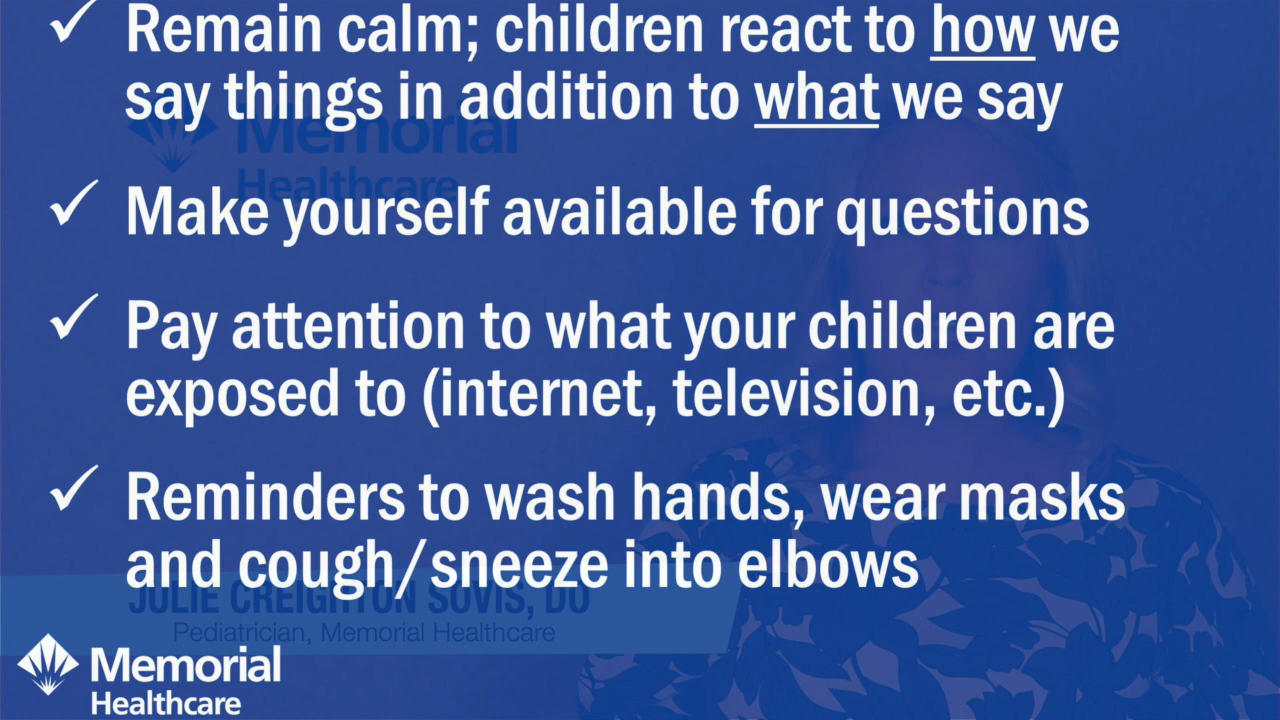 Remain calm; children react to how we
say things in addition to what we say
Memorial
Healthcare
Make yourself available for questions
Pay attention to what your children are
exposed to (internet, television, etc.)
Reminders to wash hands, wear masks
and cough/sneeze into elbows
JULIE CREIGHTON SOVIS, DO
Pediatrician, Memorial Healthcare
Memorial
Healthcare